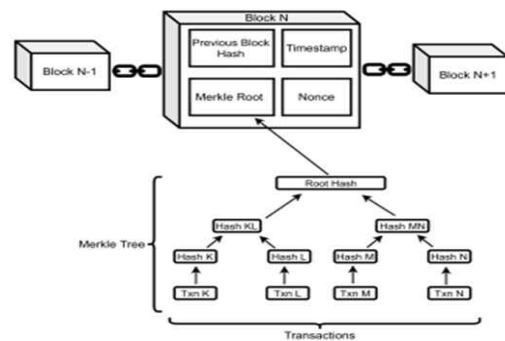 Block N
Previous Block
Hash
Timestamp
Block N-1
Merkle Root
Nonce
Block N+1
Root Hash
Hash KL
Hash MN
Merkle Tree
Hash K
Hash L
Hash M
Hash N
Txn K
Txn L
Txn M
Txn N
Transactions